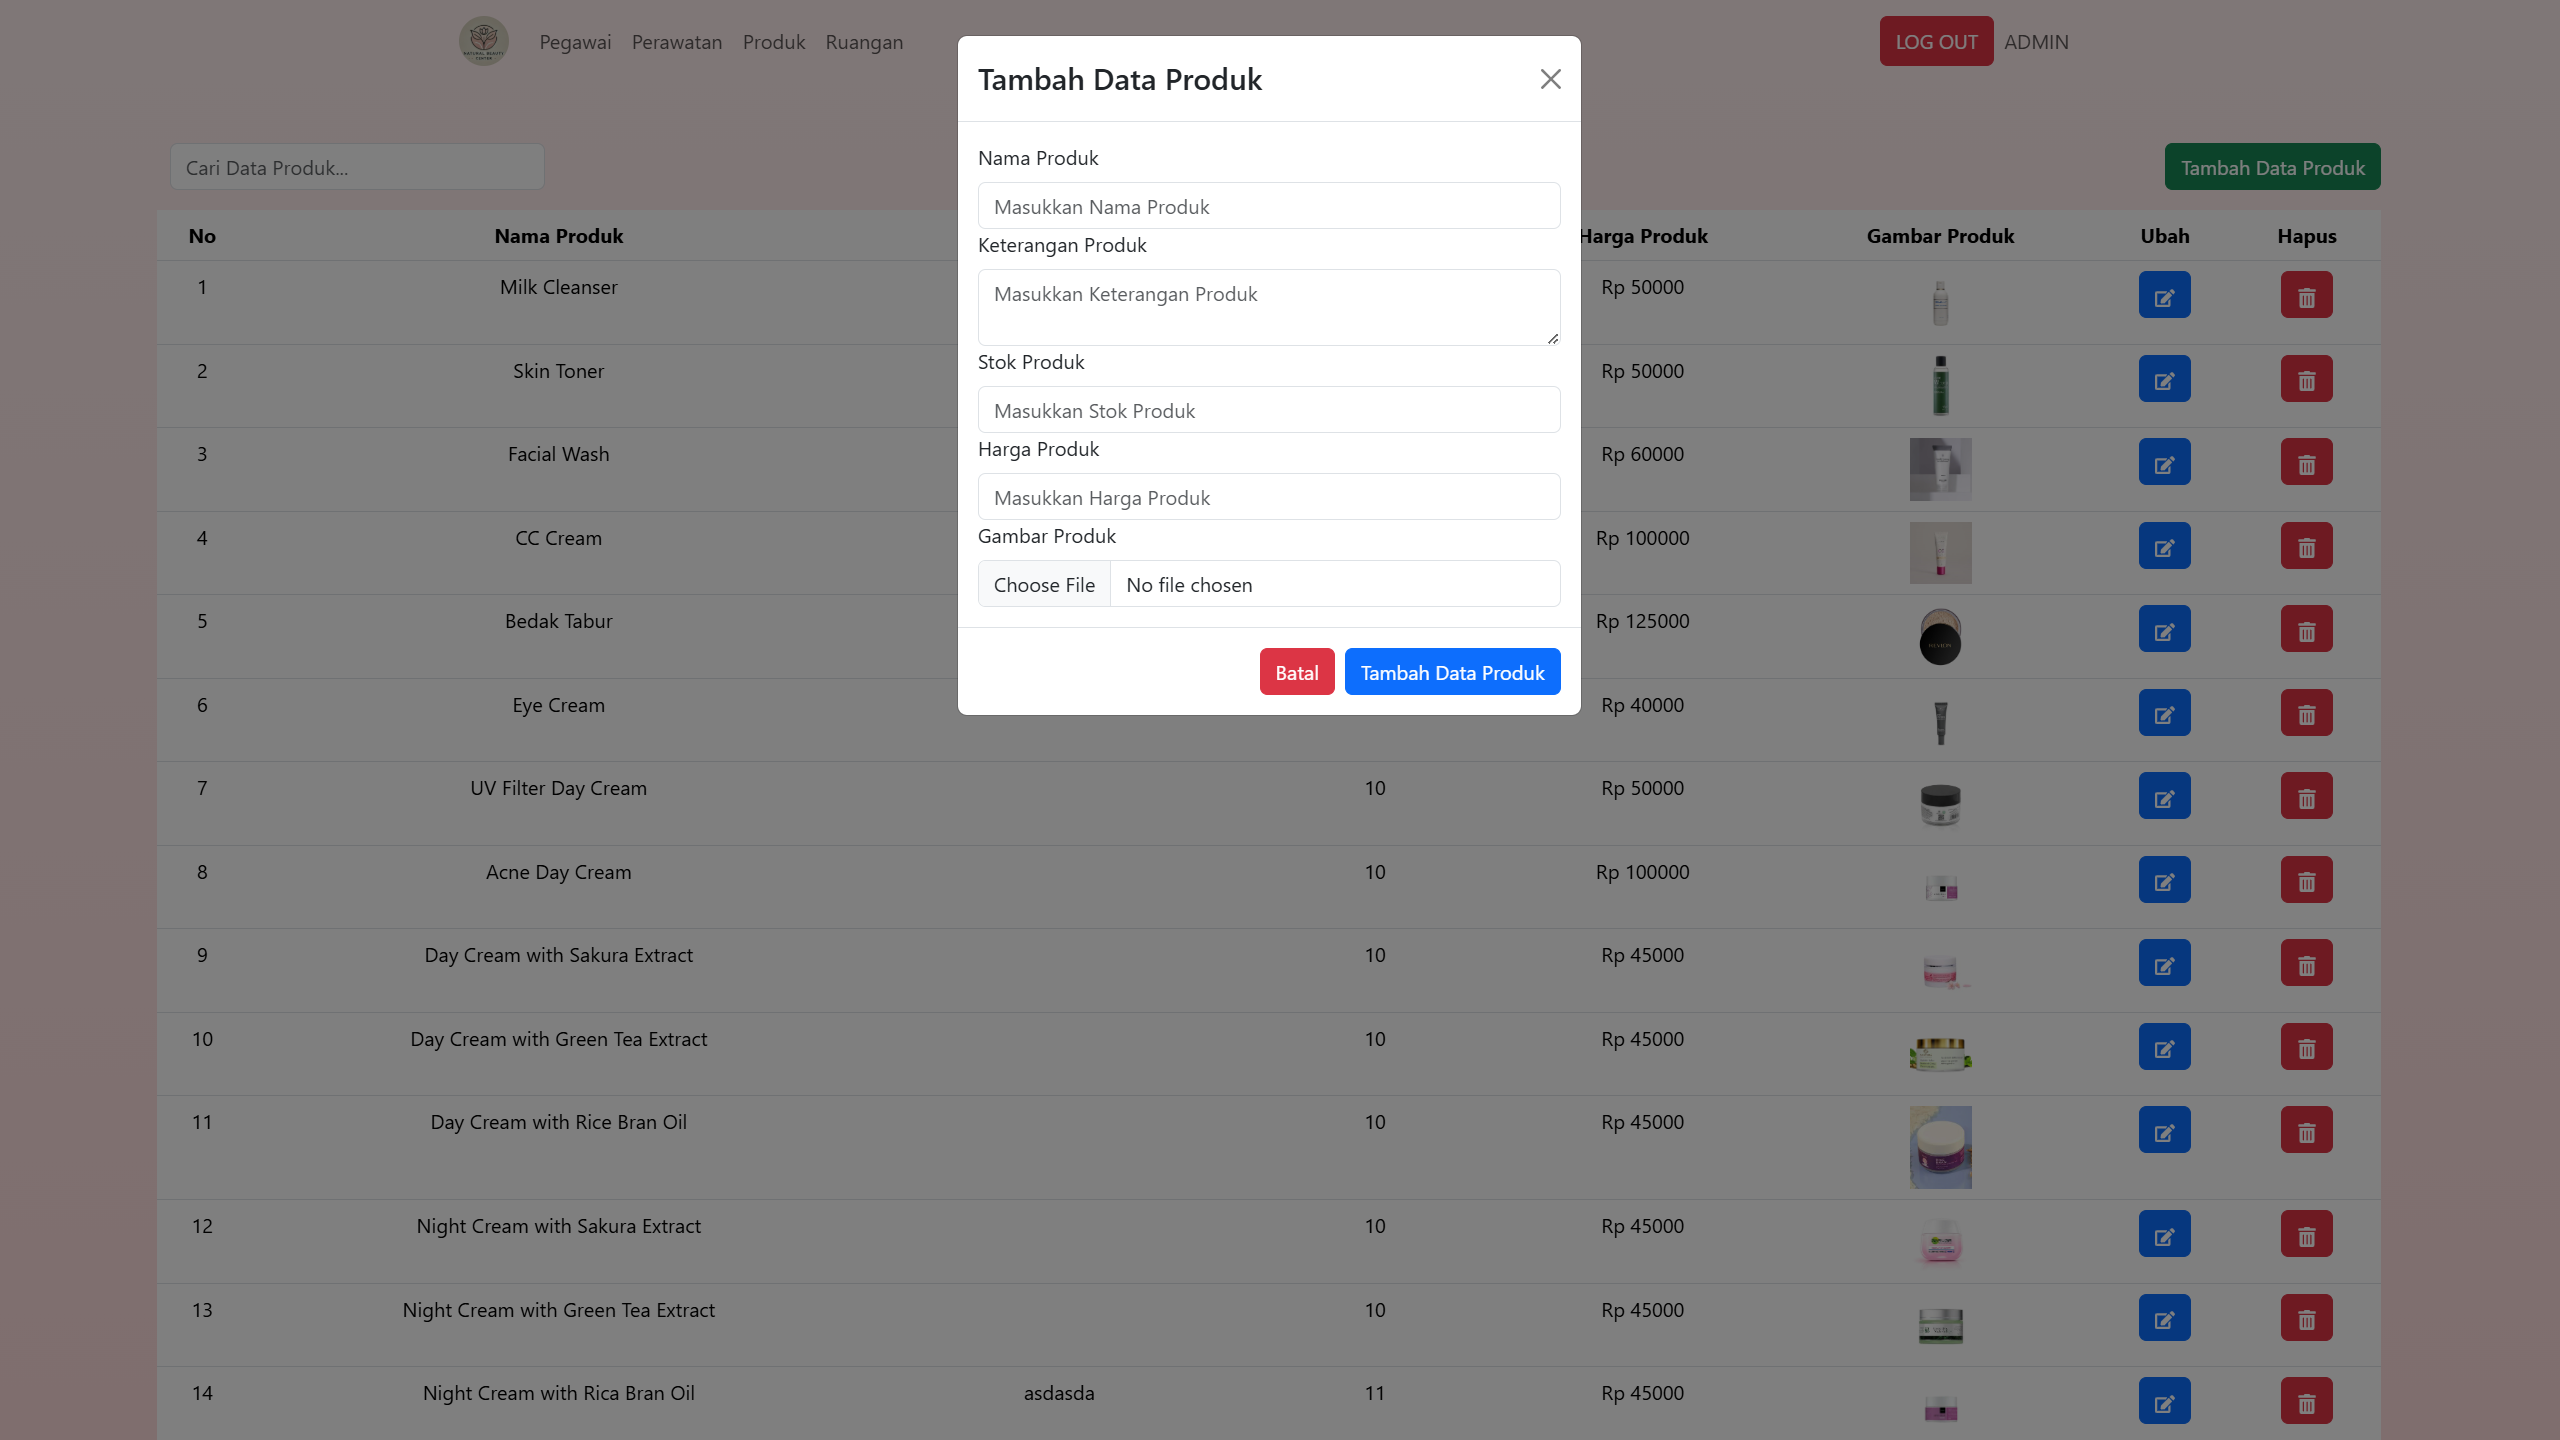 NATURAL BEAUTY
CENTER
Pegawai Perawatan Produk Ruangan
LOG OUT ADMIN
Tambah Data Produk
Cari Data Produk...
Tambah Data Produk
Nama Produk
Masukkan Nama Produk
Keterangan Produk
Masukkan Keterangan Produk
Stok Produk
Masukkan Stok Produk
Harga Produk
Masukkan Harga Produk
Gambar Produk
Choose File No file chosen
Batal Tambah Data Produk
No Nama Produk Harga Produk Gambar Produk Ubah Hapus
1 Milk Cleanser Rp 50000
2 Skin Toner Rp 50000
3 Facial Wash Rp 60000
4 CC Cream Rp 100000
5 Bedak Tabur Rp 125000
REVLON
6 Eye Cream Rp 40000
7 UV Filter Day Cream 10 Rp 50000
8 Acne Day Cream 10 Rp 100000
9 Day Cream with Sakura Extract 10 Rp 45000
10 Day Cream with Green Tea Extract 10 Rp 45000
11 Day Cream with Rice Bran Oil 10 Rp 45000
12 Night Cream with Sakura Extract 10 Rp 45000
13 Night Cream with Green Tea Extract 10 Rp 45000
14 Night Cream with Rica Bran Oil asdasda 11 Rp 45000